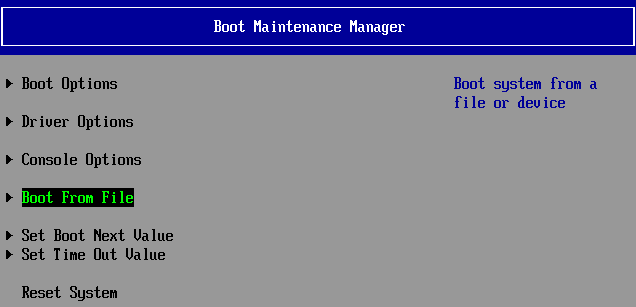 Boot Maintenance Manager
Boot Options
Boot system from a
file or device
Driver Options
Console Options
Boot From File
Set Boot Next Value
Set Time Out Value
Reset System